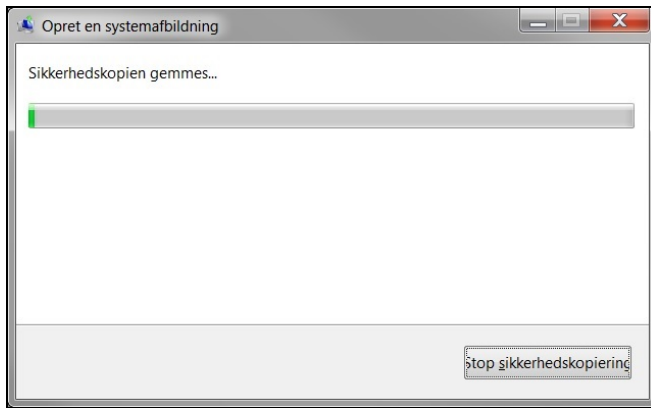 Opret en systemafbildning
Sikkerhedskopien gemmes...
Stop sikkerhedskopiering